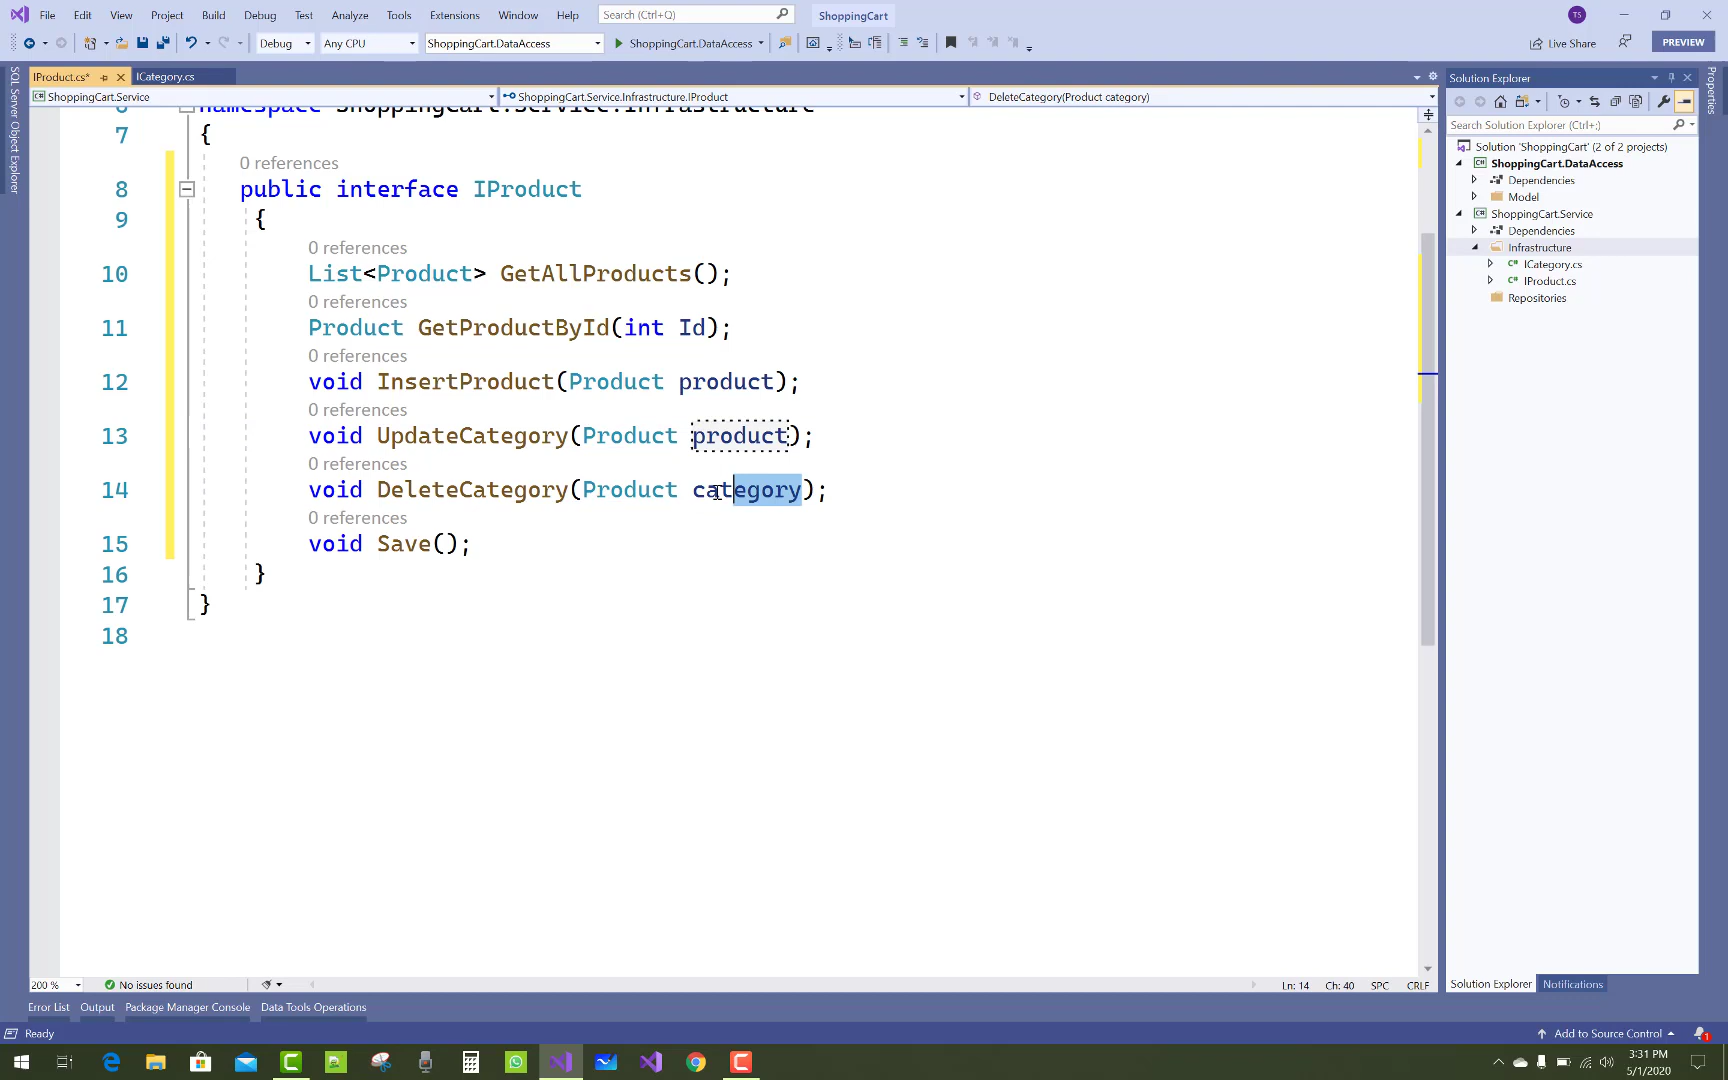 File Edit View Project Build Debug Test Analyze Tools Extensions Window Help Search (Ctrl+Q) ShoppingCart TS
Debug Any CPU ShoppingCart.DataAccess ShoppingCart.DataAccess Live Share PREVIEW
SQL Server Object Explorer
IProduct.cs* ICategory.cs
ShoppingCart.Service ShoppingCart.Service.Infrastructure.IProduct DeleteCategory(Product category)
namespace ShoppingCart.Service.Infrastructure
7 {
0 references
8 public interface IProduct
9 {
0 references
10 List<Product> GetAllProducts();
0 references
11 Product GetProductById(int Id);
0 references
12 void InsertProduct(Product product);
0 references
13 void UpdateCategory(Product product);
0 references
14 void DeleteCategory(Product category);
0 references
15 void Save();
16 }
17 }
18
200 % No issues found Ln: 14 Ch: 40 SPC CRLF
Error List Output Package Manager Console Data Tools Operations
Solution Explorer
Search Solution Explorer (Ctrl+;)
Solution 'ShoppingCart' (2 of 2 projects)
ShoppingCart.DataAccess
Dependencies
Model
ShoppingCart.Service
Dependencies
Infrastructure
C# ICategory.cs
C# IProduct.cs
Repositories
Solution Explorer Notifications
Properties
Ready Add to Source Control 1
3:31 PM
5/1/2020